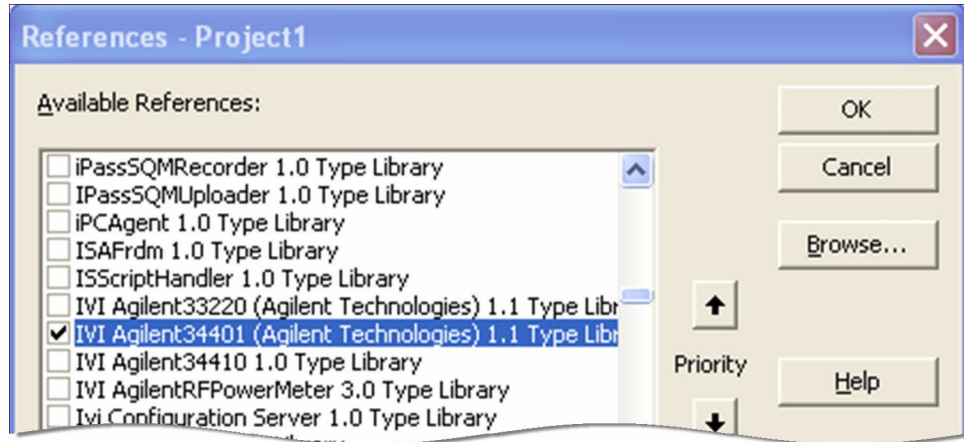 References - Project1
Available References:
OK
iPassSQMRecorder 1.0 Type Library
Cancel
IPassSQMUploader 1.0 Type Library
iPCAgent 1.0 Type Library
Browse...
ISAFrdm 1.0 Type Library
ISScriptHandler 1.0 Type Library
IVI Agilent33220 (Agilent Technologies) 1.1 Type Libr
IVI Agilent34401 (Agilent Technologies) 1.1 Type Libr
IVI Agilent34410 1.0 Type Library
Priority
Help
IVI AgilentRFPowerMeter 3.0 Type Library
Ivi Configuration Server 1.0 Type Library